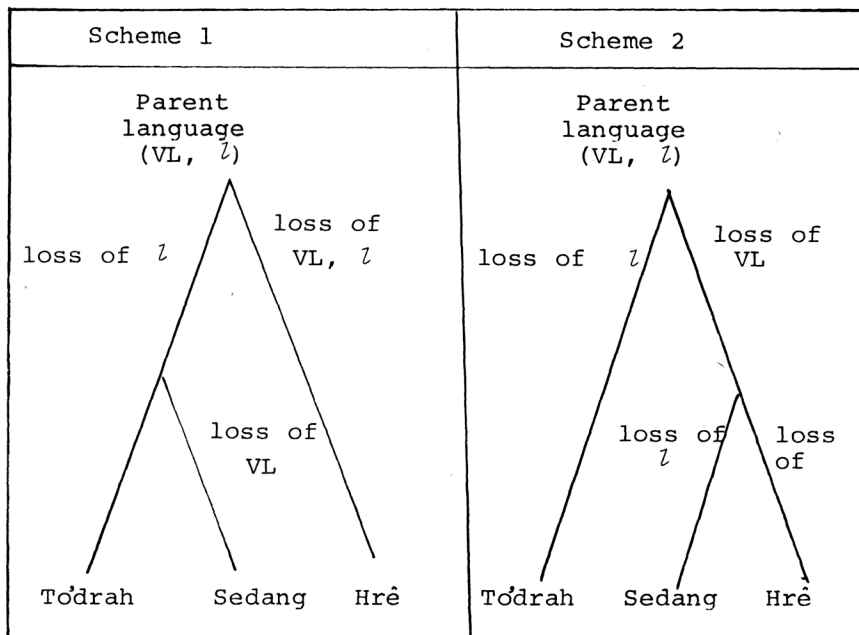 Scheme 1
Parent
language
(VL, l)
loss of l
loss of
VL, l
loss of
VL
Tơdrah Sedang Hrê
Scheme 2
Parent
language
(VL, l)
loss of l
loss of
VL
loss of
l
loss
of
Tơdrah Sedang Hrê